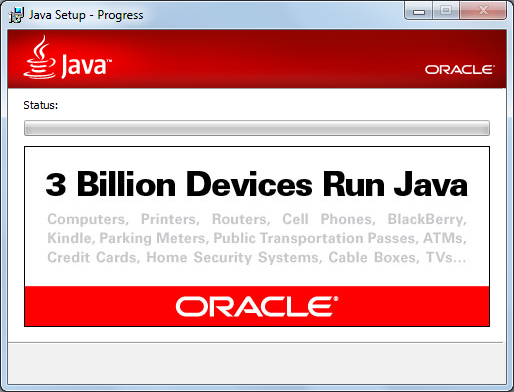 Java Setup - Progress
Java™
ORACLE®
Status:
3 Billion Devices Run Java
Computers, Printers, Routers, Cell Phones, BlackBerry,
Kindle, Parking Meters, Public Transportation Passes, ATMs,
Credit Cards, Home Security Systems, Cable Boxes, TVs...
ORACLE®